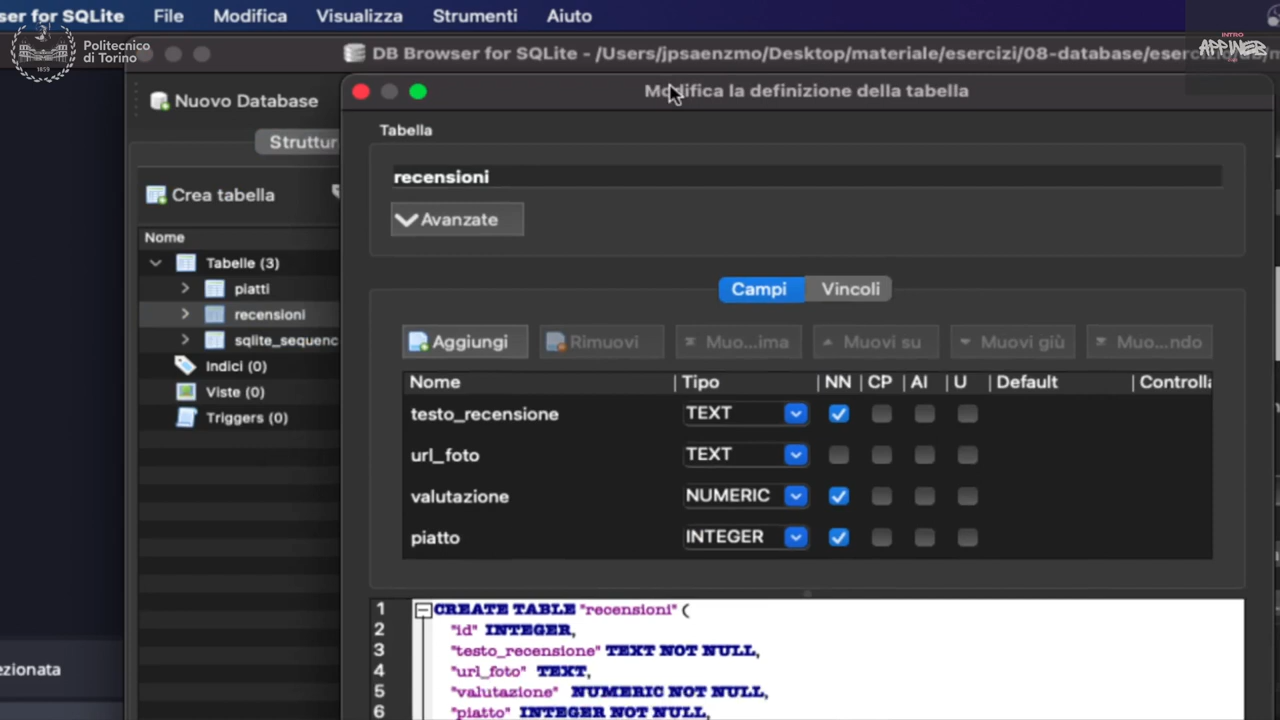 ser for SQLite File Modifica Visualizza Strumenti Aiuto
Politecnico
di Torino
1859
INTRO
APPIWEB
DB Browser for SQLite - /Users/jpsaenzmo/Desktop/materiale/esercizi/08-database/eserc
Nuovo Database
Modifica la definizione della tabella
Struttur
Tabella
recensioni
Crea tabella
Avanzate
Nome
Tabelle (3)
piatti
recensioni
sqlite_sequenc
Indici (0)
Viste (0)
Triggers (0)
Campi Vincoli
Aggiungi Rimuovi Muo...ima Muovi su Muovi giù Muo...ndo
Nome Tipo NN CP AI U Default Controlla
testo_recensione TEXT
url_foto TEXT
valutazione NUMERIC
piatto INTEGER
1 CREATE TABLE "recensioni" (
2 "id" INTEGER,
3 "testo_recensione" TEXT NOT NULL,
4 "url_foto" TEXT,
5 "valutazione" NUMERIC NOT NULL,
6 "piatto" INTEGER NOT NULL,
ezionata